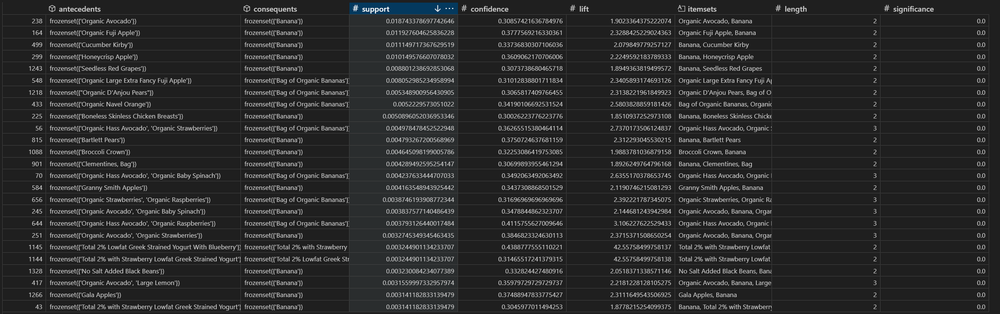 antecedents consequents # support ↓ ··· # confidence # lift itemsets # length # significance
238 frozenset({'Organic Avocado'}) frozenset({'Banana'}) 0.018743378697742646 0.30857421636784976 1.9023364375222074 Organic Avocado, Banana 2 0.0
164 frozenset({'Organic Fuji Apple'}) frozenset({'Banana'}) 0.011927604625836228 0.3777569216330361 2.3288425229024363 Organic Fuji Apple, Banana 2 0.0
499 frozenset({'Cucumber Kirby'}) frozenset({'Banana'}) 0.011149717367629519 0.33736830307106036 2.079849779257127 Banana, Cucumber Kirby 2 0.0
299 frozenset({'Honeycrisp Apple'}) frozenset({'Banana'}) 0.010149576607078032 0.3609062170706006 2.2249592183789333 Banana, Honeycrisp Apple 2 0.0
1243 frozenset({'Seedless Red Grapes'}) frozenset({'Banana'}) 0.008801238692853068 0.3073738680465718 1.8949363819499572 Banana, Seedless Red Grapes 2 0.0
548 frozenset({'Organic Large Extra Fancy Fuji Apple'}) frozenset({'Bag of Organic Bananas'}) 0.008052985234958994 0.31012838801711834 2.3405893174693126 Organic Large Extra Fancy Fuji Ap 2 0.0
1218 frozenset({"Organic D'Anjou Pears"}) frozenset({'Bag of Organic Bananas'}) 0.005348900956430905 0.3065817409766455 2.3138221961849923 Organic D'Anjou Pears, Bag of O 2 0.0
433 frozenset({'Organic Navel Orange'}) frozenset({'Bag of Organic Bananas'}) 0.0052229573051022 0.34190106692531524 2.5803828859181426 Bag of Organic Bananas, Organic 2 0.0
225 frozenset({'Boneless Skinless Chicken Breasts'}) frozenset({'Banana'}) 0.0050896052036953346 0.30026223776223776 1.8510937252973108 Banana, Boneless Skinless Chicke 2 0.0
56 frozenset({'Organic Hass Avocado', 'Organic Strawberries'}) frozenset({'Bag of Organic Bananas'}) 0.004978478452522948 0.36265515380464114 2.7370173506124837 Organic Hass Avocado, Organic S 3 0.0
815 frozenset({'Bartlett Pears'}) frozenset({'Banana'}) 0.004793267200568969 0.3750724637681159 2.312293045530215 Banana, Bartlett Pears 2 0.0
1088 frozenset({'Broccoli Crown'}) frozenset({'Banana'}) 0.004645098199005786 0.32253086419753085 1.9883781036879158 Broccoli Crown, Banana 2 0.0
901 frozenset({'Clementines, Bag'}) frozenset({'Banana'}) 0.004289492595254147 0.30699893955461294 1.8926249764796168 Banana, Clementines, Bag 2 0.0
70 frozenset({'Organic Hass Avocado', 'Organic Baby Spinach'}) frozenset({'Bag of Organic Bananas'}) 0.004237633444707033 0.3492063492063492 2.6355170378653745 Organic Hass Avocado, Organic 3 0.0
584 frozenset({'Granny Smith Apples'}) frozenset({'Banana'}) 0.004163548943925442 0.3437308868501529 2.1190746215081293 Granny Smith Apples, Banana 2 0.0
656 frozenset({'Organic Strawberries', 'Organic Raspberries'}) frozenset({'Bag of Organic Bananas'}) 0.0038746193908772344 0.31696969696969696 2.392221787345075 Organic Strawberries, Organic Ra 3 0.0
245 frozenset({'Organic Avocado', 'Organic Baby Spinach'}) frozenset({'Banana'}) 0.003837577140486439 0.3478844862323707 2.144681243942984 Organic Avocado, Banana, Organ 3 0.0
644 frozenset({'Organic Hass Avocado', 'Organic Raspberries'}) frozenset({'Bag of Organic Bananas'}) 0.003793126440017484 0.4115755627009646 3.106227622529433 Organic Hass Avocado, Organic 3 0.0
251 frozenset({'Organic Avocado', 'Organic Strawberries'}) frozenset({'Banana'}) 0.0032745349345463435 0.3846823324630113 2.3715371508650254 Organic Avocado, Banana, Organ 3 0.0
1145 frozenset({'Total 2% Lowfat Greek Strained Yogurt With Blueberry'}) frozenset({'Total 2% with Strawberry 0.003244901134233707 0.4388777555110221 42.55758499758137 Total 2% with Strawberry Lowfat 2 0.0
1144 frozenset({'Total 2% with Strawberry Lowfat Greek Strained Yogurt'} frozenset({'Total 2% Lowfat Greek Str 0.003244901134233707 0.31465517241379315 42.55758499758138 Total 2% with Strawberry Lowfat 2 0.0
1328 frozenset({'No Salt Added Black Beans'}) frozenset({'Banana'}) 0.003230084234077389 0.332824427480916 2.0518371338571146 No Salt Added Black Beans, Bana 2 0.0
417 frozenset({'Organic Avocado', 'Large Lemon'}) frozenset({'Banana'}) 0.0031559997332957974 0.35979729729729737 2.2181228128105275 Organic Avocado, Banana, Large 3 0.0
1266 frozenset({'Gala Apples'}) frozenset({'Banana'}) 0.003141182833139479 0.37488947833775427 2.3111649543506925 Gala Apples, Banana 2 0.0
43 frozenset({'Total 2% with Strawberry Lowfat Greek Strained Yogurt'} frozenset({'Banana'}) 0.003141182833139479 0.3045977011494253 1.8778215254099375 Banana, Total 2% with Strawberry 2 0.0